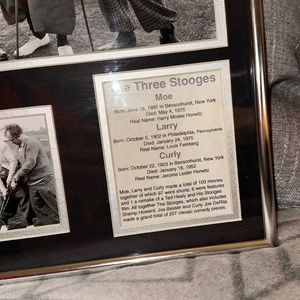 The Three Stooges
Moe
Born: June 19, 1897 in Bensonhurst, New York
Died: May 4, 1975
Real Name: Harry Moses Horwitz
Larry
Born: October 5, 1902 in Philadelphia, Pennsylvania
Died: January 24, 1975
Real Name: Louis Feinberg
Curly
Born: October 22, 1903 in Bensonhurst, New York
Died: January 18, 1952
Real Name: Jerome Lester Horwitz
Moe, Larry and Curly made a total of 103 movies
together of which 97 were shorts, 6 were features
and 1 a remake of a Ted Healy and His Stooges
film. All together The Stooges, which also includes
Shemp Howard, Joe Besser and Curly Joe DeRita
made a grand total of 207 classic comedy pieces.